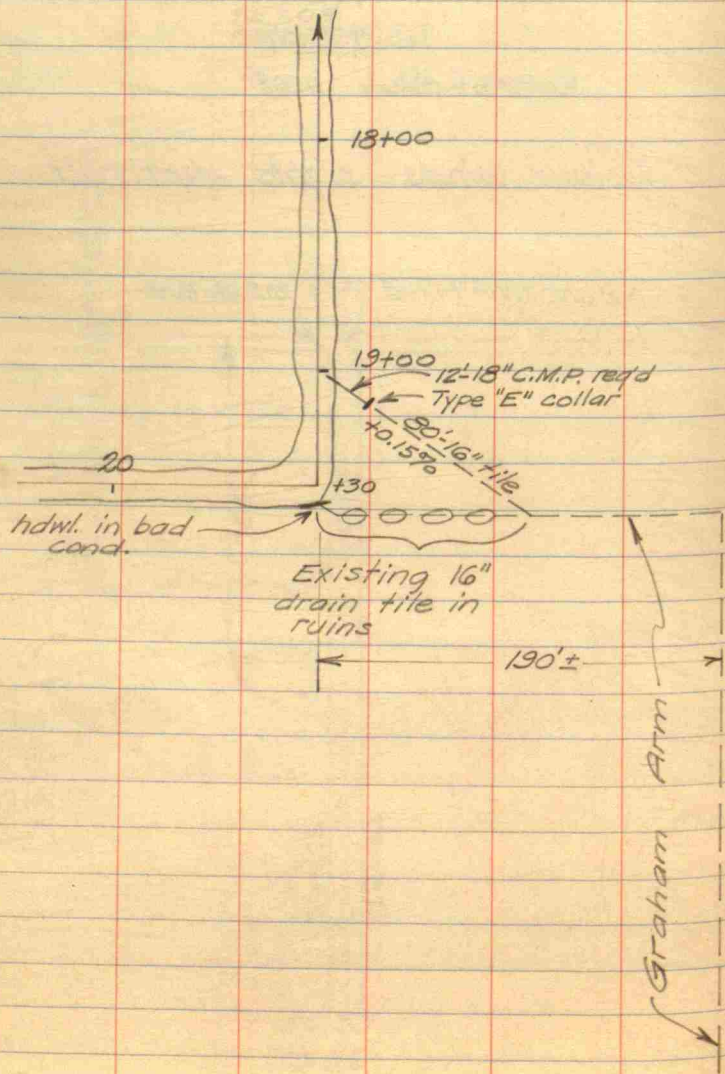 18+00
19+00
12'-18" C.M.P. req'd
Type "E" collar
80'-16" tile
+0.15%
20
+30
hdwl. in bad
cond.
Existing 16"
drain tile in
ruins
190'±
Graham Arm